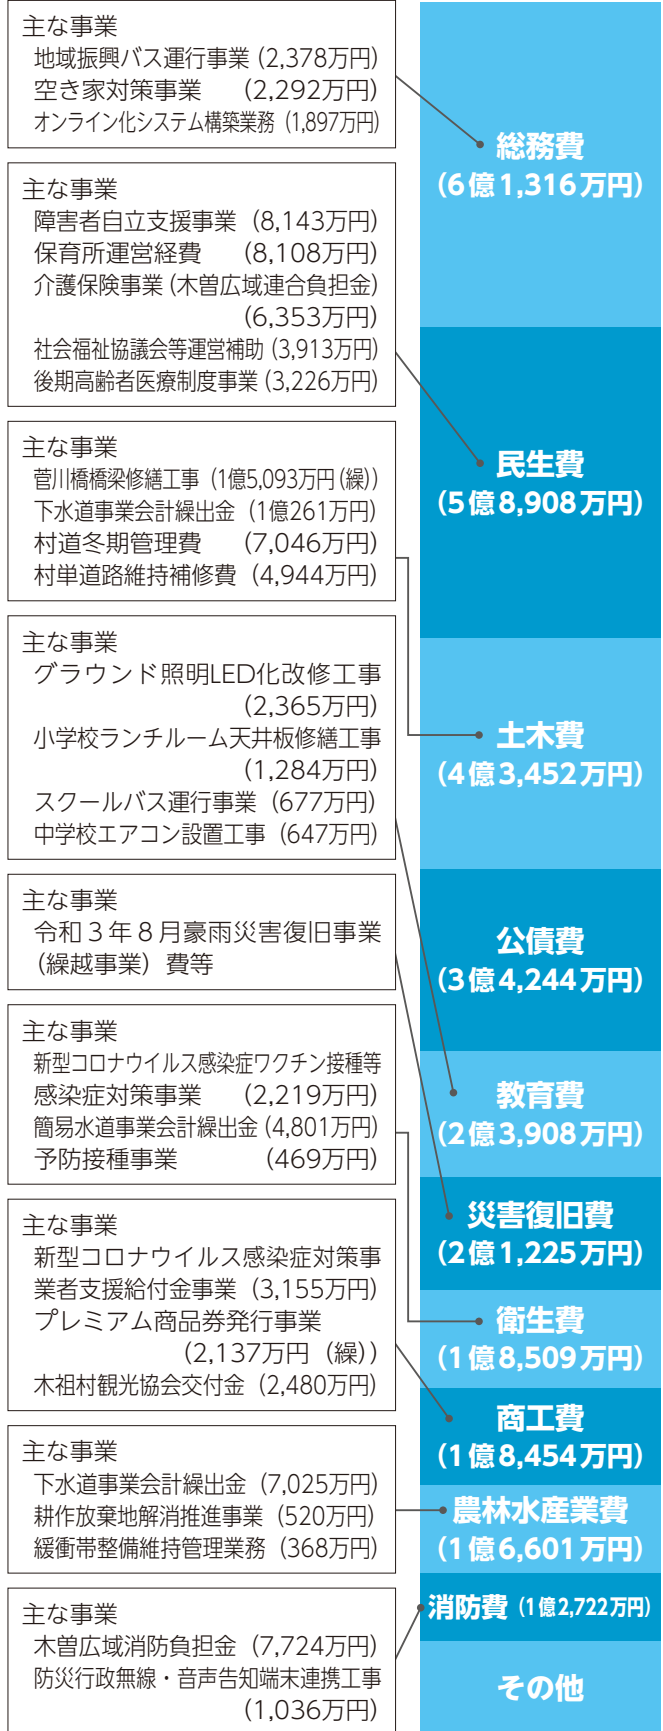 主な事業
地域振興バス運行事業（2,378万円）
空き家対策事業　（2,292万円）
オンライン化システム構築業務（1,897万円）
総務費
（6億1,316万円）
主な事業
障害者自立支援事業（8,143万円）
保育所運営経費　（8,108万円）
介護保険事業（木曽広域連合負担金）
（6,353万円）
社会福祉協議会等運営補助（3,913万円）
後期高齢者医療制度事業（3,226万円）
民生費
（5億8,908万円）
主な事業
菅川橋橋梁修繕工事（1億5,093万円（繰））
下水道事業会計繰出金（1億261万円）
村道冬期管理費　（7,046万円）
村単道路維持補修費（4,944万円）
土木費
（4億3,452万円）
公債費
（3億4,244万円）
主な事業
グラウンド照明LED化改修工事
（2,365万円）
小学校ランチルーム天井板修繕工事
（1,284万円）
スクールバス運行事業（677万円）
中学校エアコン設置工事（647万円）
教育費
（2億3,908万円）
主な事業
令和３年８月豪雨災害復旧事業
（繰越事業）費等
災害復旧費
（2億1,225万円）
主な事業
新型コロナウイルス感染症ワクチン接種等
感染症対策事業　（2,219万円）
簡易水道事業会計繰出金（4,801万円）
予防接種事業　（469万円）
衛生費
（1億8,509万円）
主な事業
新型コロナウイルス感染症対策事
業者支援給付金事業（3,155万円）
プレミアム商品券発行事業
（2,137万円（繰））
木祖村観光協会交付金（2,480万円）
商工費
（1億8,454万円）
主な事業
下水道事業会計繰出金（7,025万円）
耕作放棄地解消推進事業（520万円）
緩衝帯整備維持管理業務（368万円）
農林水産業費
（1億6,601万円）
主な事業
木曽広域消防負担金（7,724万円）
防災行政無線・音声告知端末連携工事
（1,036万円）
消防費（1億2,722万円）
その他